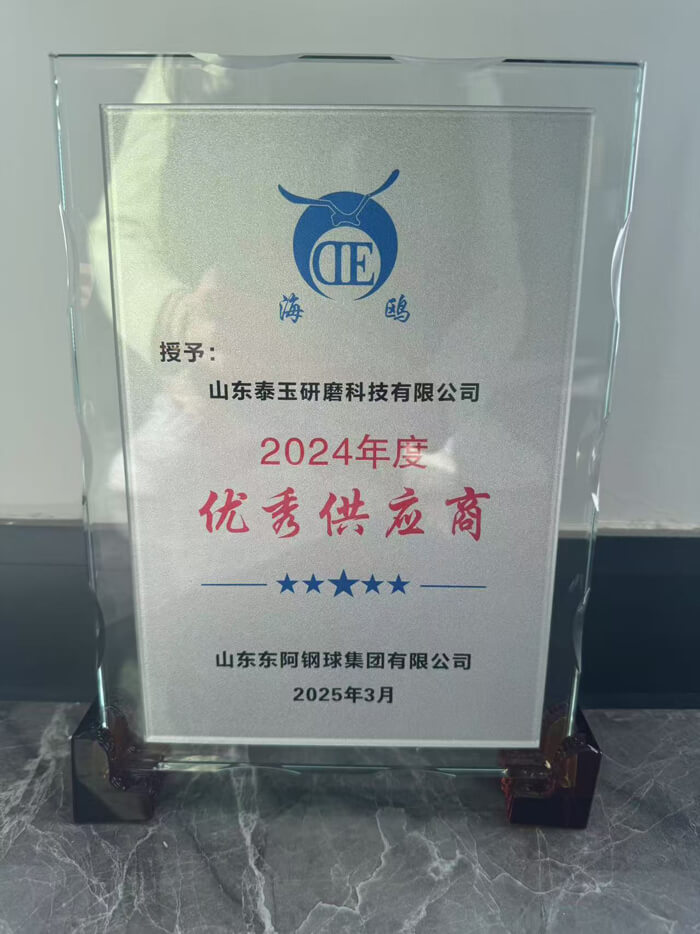 DE
海鸥
授予：
山东泰玉研磨科技有限公司
2024年度
优秀供应商
山东东阿钢球集团有限公司
2025年3月